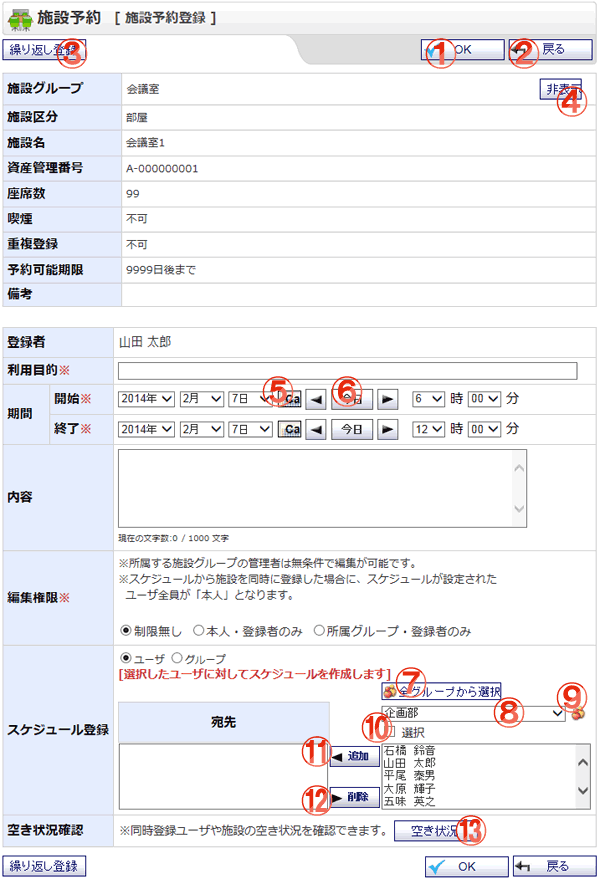 施設予約 [ 施設予約登録 ]
繰り返し登録 ③ ① OK ② 戻る
施設グループ 会議室 非表示 ④
施設区分 部屋
施設名 会議室1
資産管理番号 A-000000001
座席数 99
喫煙 不可
重複登録 不可
予約可能期限 9999日後まで
備考
登録者 山田 太郎
利用目的※
⑤ ⑥
期間 開始※ 2014年 2月 7日 Ca ◀ 今日 ▶ 6 時 00 分
終了※ 2014年 2月 7日 Ca ◀ 今日 ▶ 12 時 00 分
内容
現在の文字数:0 / 1000 文字
編集権限※
※所属する施設グループの管理者は無条件で編集が可能です。
※スケジュールから施設を同時に登録した場合に、スケジュールが設定された
ユーザ全員が「本人」となります。
制限無し 本人・登録者のみ 所属グループ・登録者のみ
スケジュール登録
ユーザ グループ
[選択したユーザに対してスケジュールを作成します]
⑦ 全グループから選択
宛先 企画部 ⑧ ⑨
⑩ 選択
⑪ ◀ 追加 石橋 鈴音
山田 太郎
平尾 泰男
⑫ ▶ 削除 大原 輝子
五味 英之
空き状況確認 ※同時登録ユーザや施設の空き状況を確認できます。 空き状況 ⑬
繰り返し登録 OK 戻る